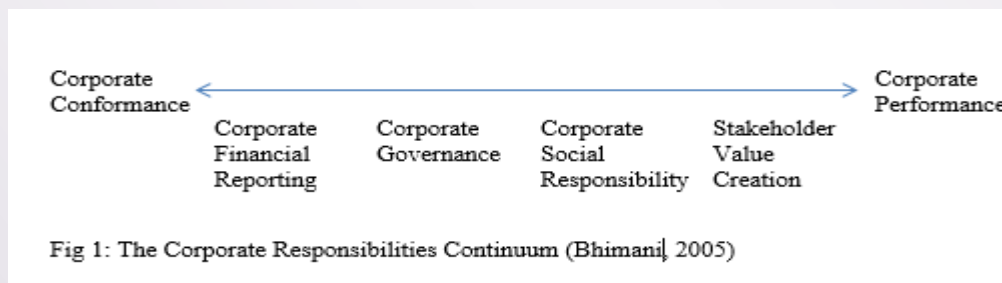 Corporate
Conformance
Corporate
Performance
Corporate
Financial
Reporting
Corporate
Governance
Corporate
Social
Responsibility
Stakeholder
Value
Creation
Fig 1: The Corporate Responsibilities Continuum (Bhimani, 2005)